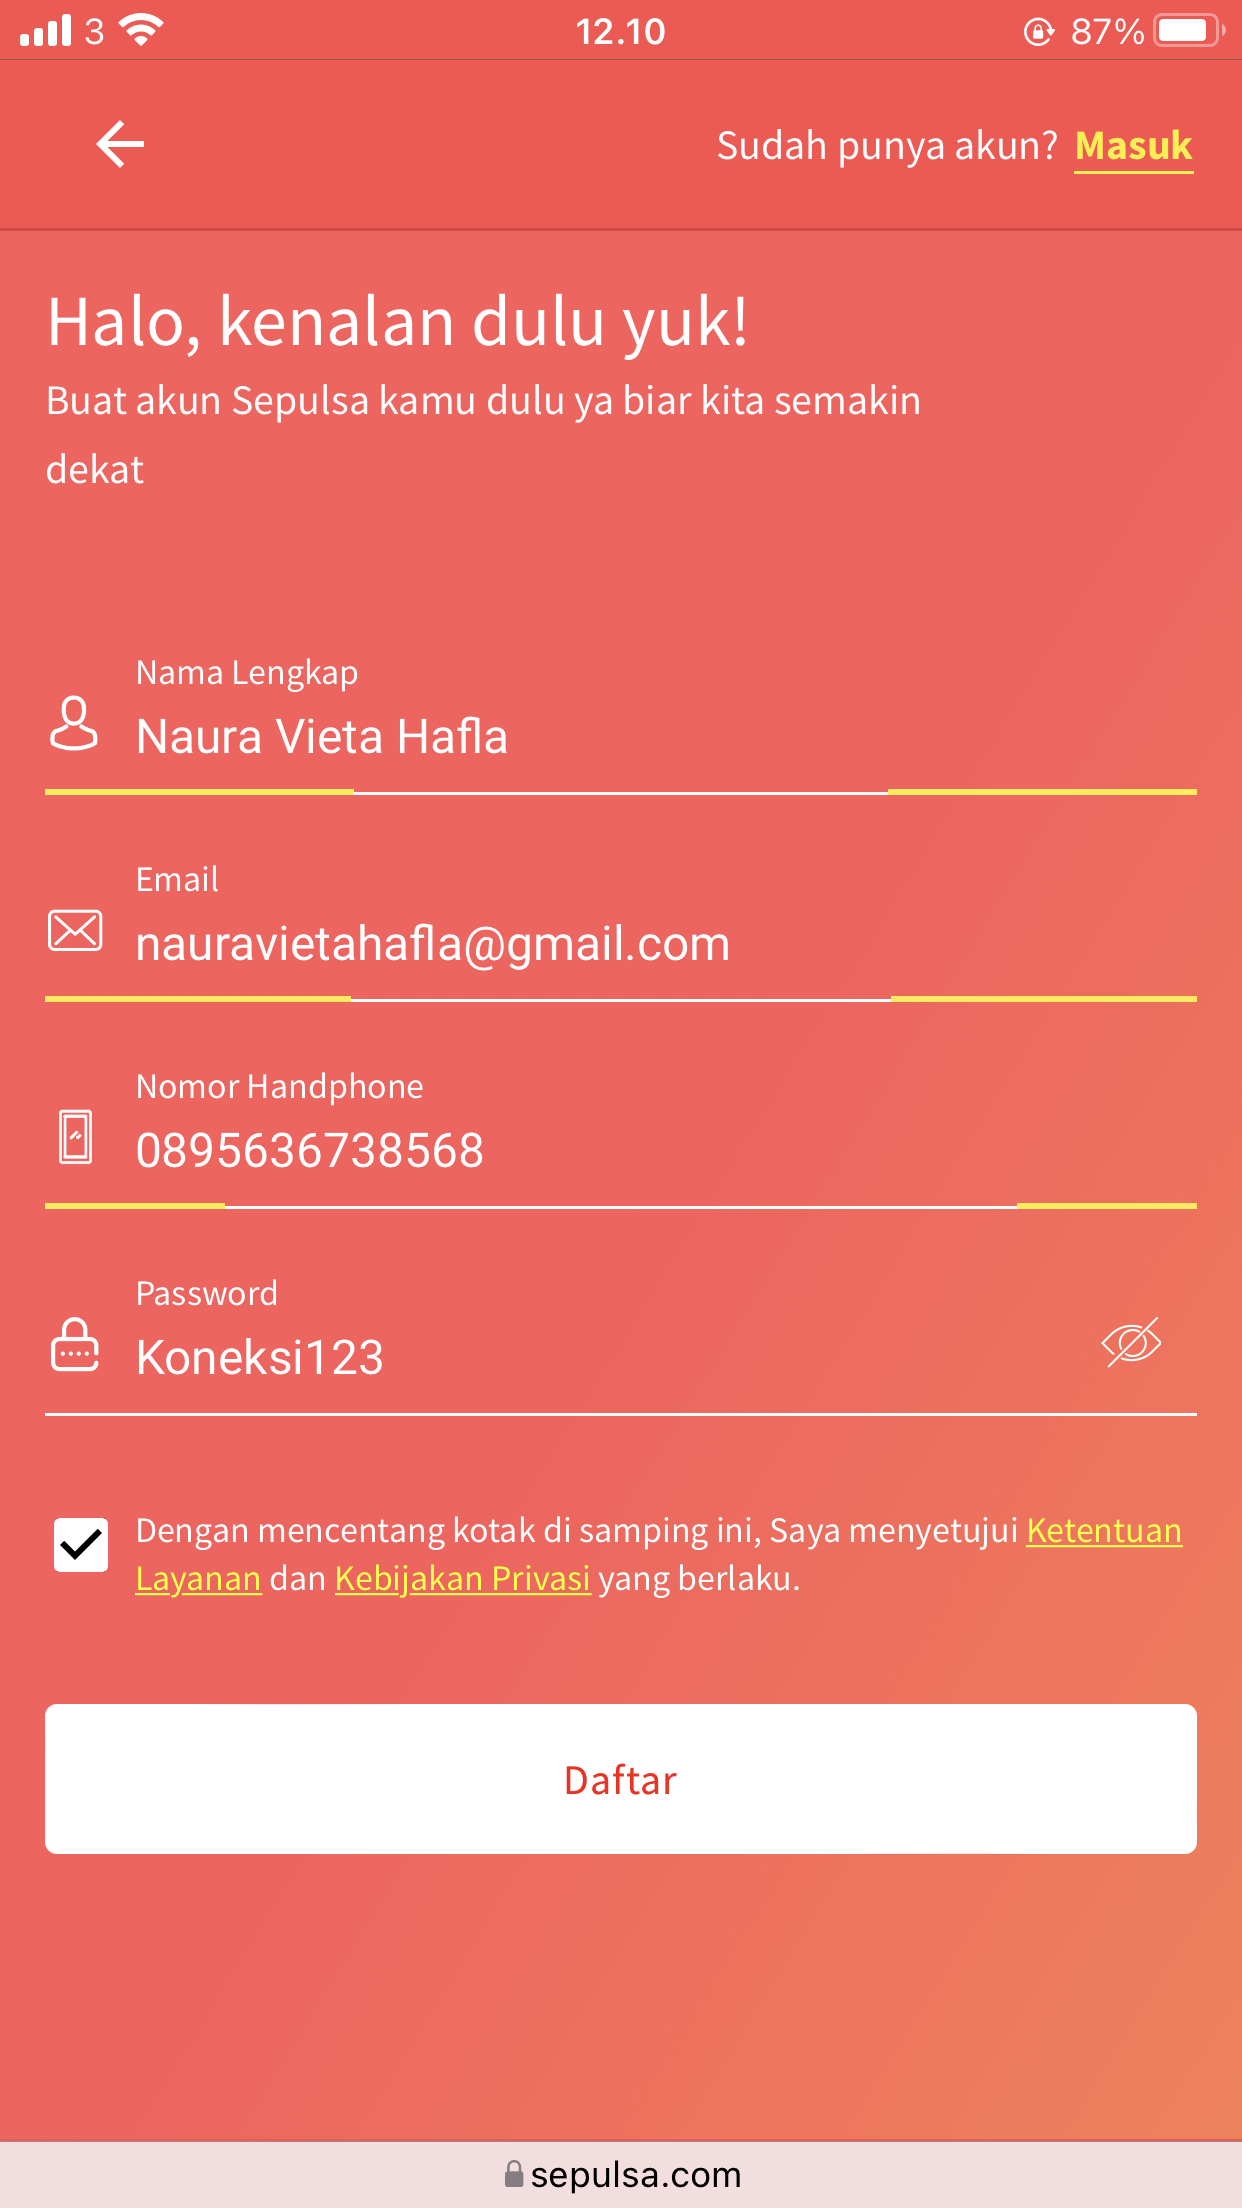 3
12.10
87%
Sudah punya akun? Masuk
Halo, kenalan dulu yuk!
Buat akun Sepulsa kamu dulu ya biar kita semakin
dekat
Nama Lengkap
Naura Vieta Hafla
Email
nauravietahafla@gmail.com
Nomor Handphone
0895636738568
Password
Koneksi123
Dengan mencentang kotak di samping ini, Saya menyetujui Ketentuan
Layanan dan Kebijakan Privasi yang berlaku.
Daftar
sepulsa.com